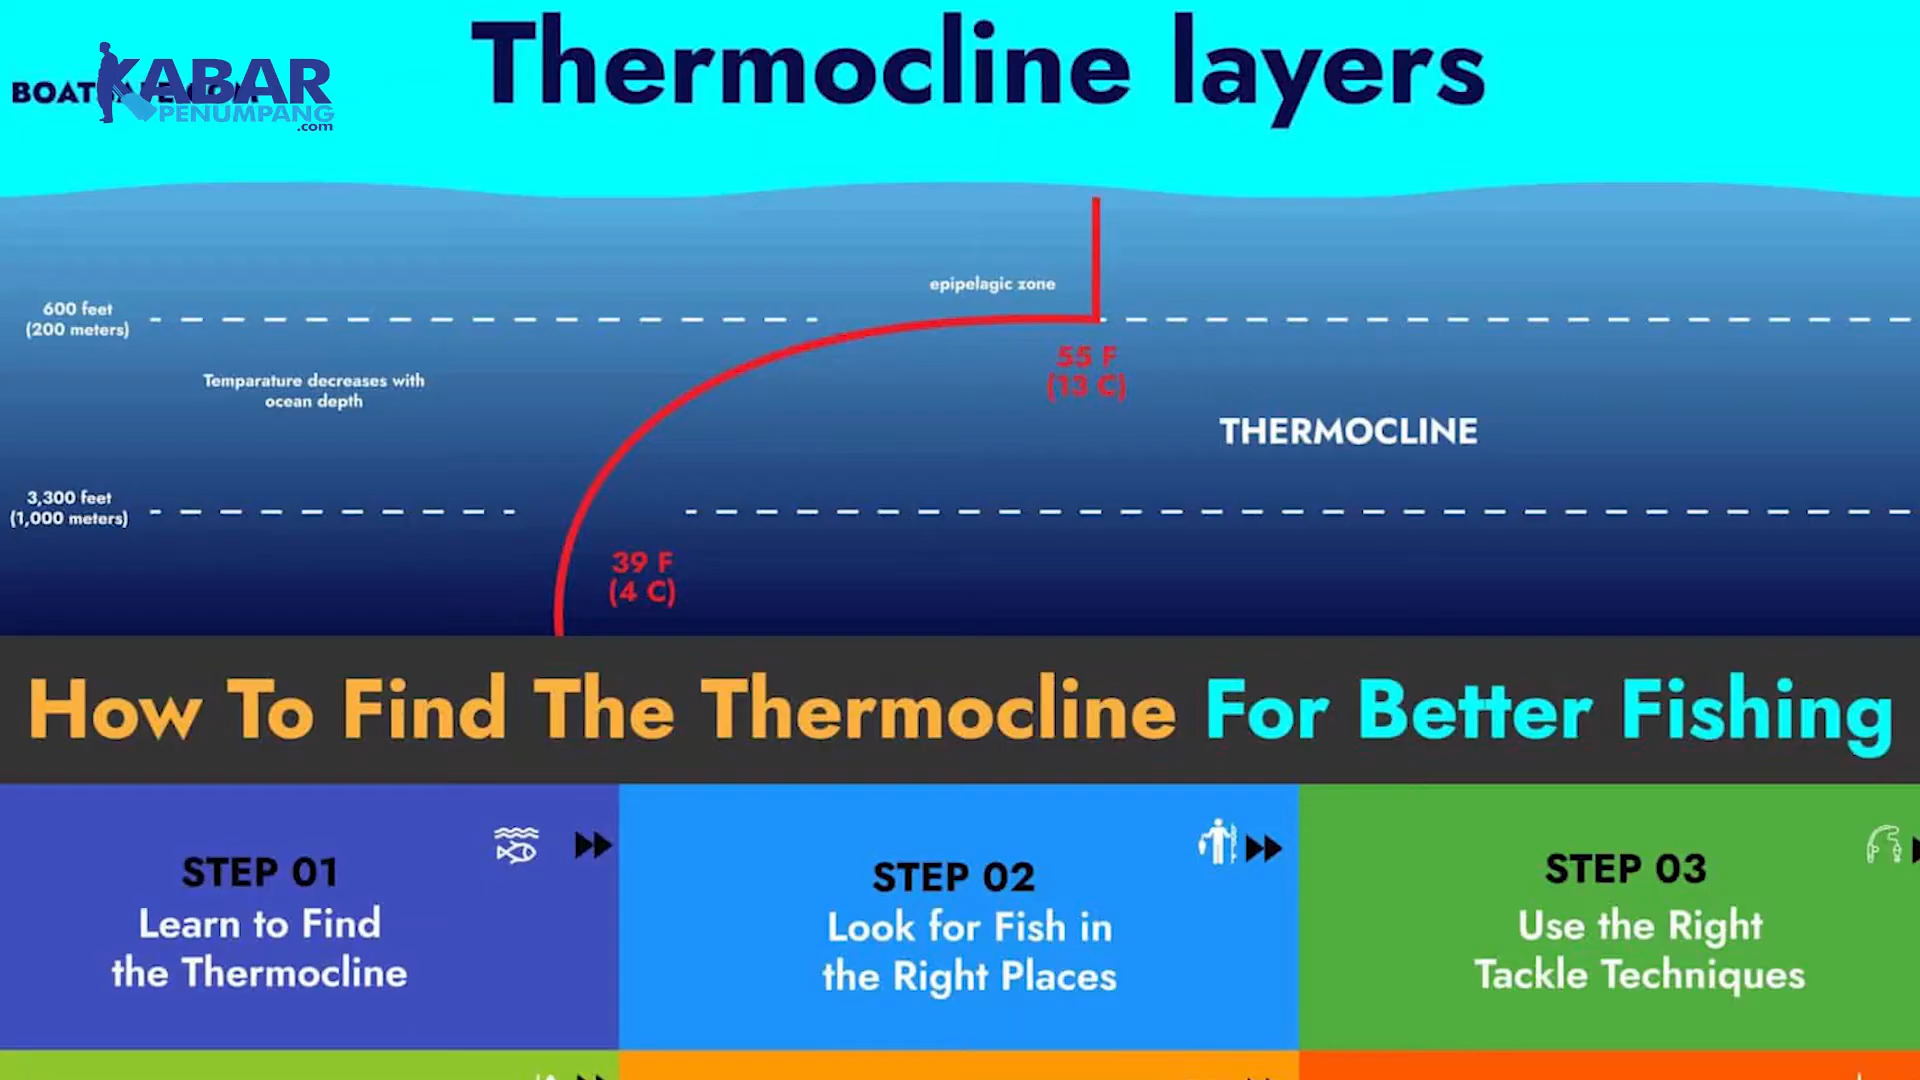 Thermocline layers
KABAR
PENUMPANG
.com
epipelagic zone
600 feet
(200 meters)
55 F
(13 C)
Temparature decreases with
ocean depth
THERMOCLINE
3,300 feet
(1,000 meters)
39 F
(4 C)
How To Find The Thermocline For Better Fishing
STEP 01
Learn to Find
the Thermocline
STEP 02
Look for Fish in
the Right Places
STEP 03
Use the Right
Tackle Techniques